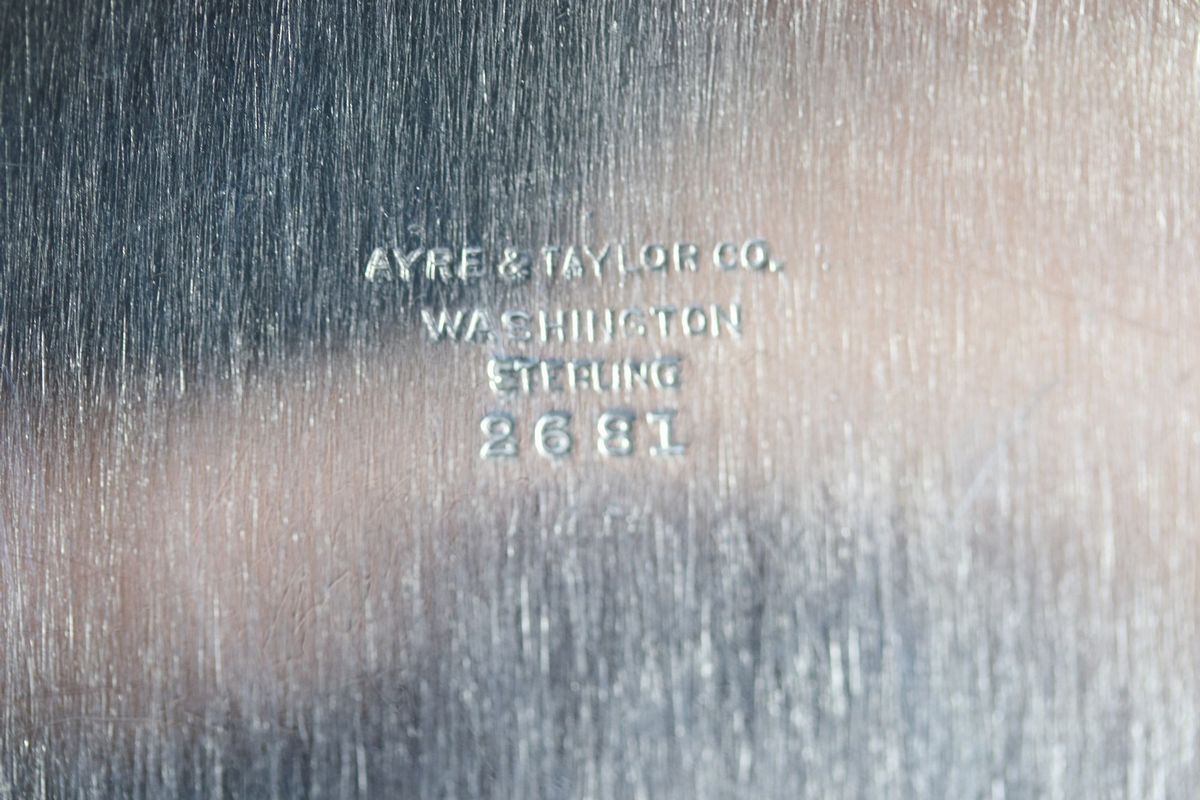 AYRE & TAYLOR CO.
WASHINGTON
STERLING
2681